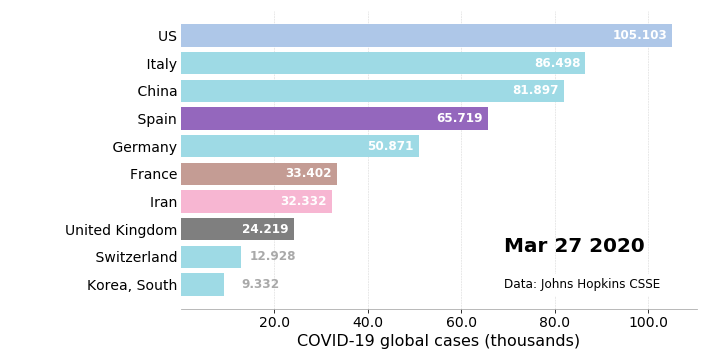 US 105.103
Italy 86.498
China 81.897
Spain 65.719
Germany 50.871
France 33.402
Iran 32.332
United Kingdom 24.219
Switzerland 12.928
Korea, South 9.332
Mar 27 2020
Data: Johns Hopkins CSSE
20.0 40.0 60.0 80.0 100.0
COVID-19 global cases (thousands)